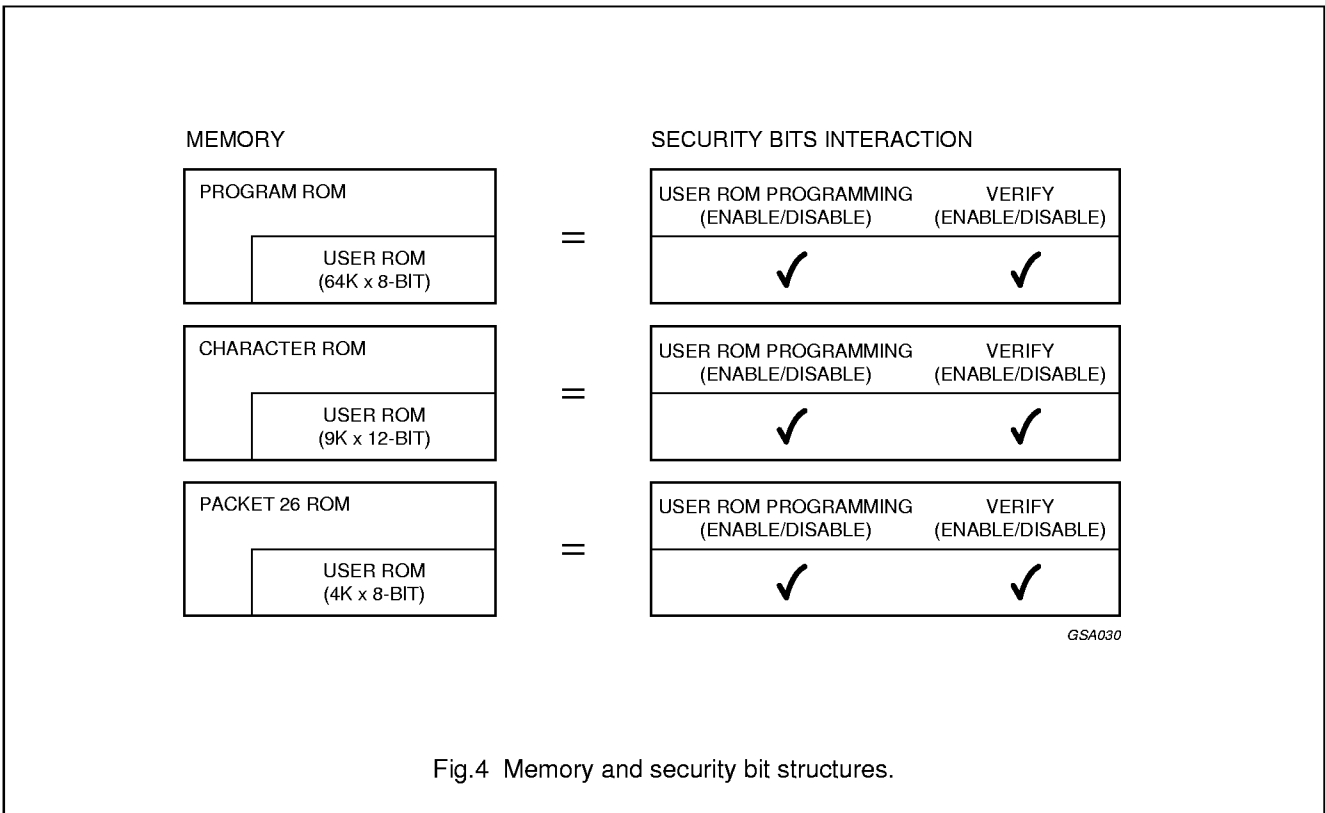 MEMORY
SECURITY BITS INTERACTION
PROGRAM ROM
USER ROM
(64K x 8-BIT)
=
USER ROM PROGRAMMING
(ENABLE/DISABLE)
VERIFY
(ENABLE/DISABLE)
✓ ✓
CHARACTER ROM
USER ROM
(9K x 12-BIT)
=
USER ROM PROGRAMMING
(ENABLE/DISABLE)
VERIFY
(ENABLE/DISABLE)
✓ ✓
PACKET 26 ROM
USER ROM
(4K x 8-BIT)
=
USER ROM PROGRAMMING
(ENABLE/DISABLE)
VERIFY
(ENABLE/DISABLE)
✓ ✓
GSA030
Fig.4 Memory and security bit structures.